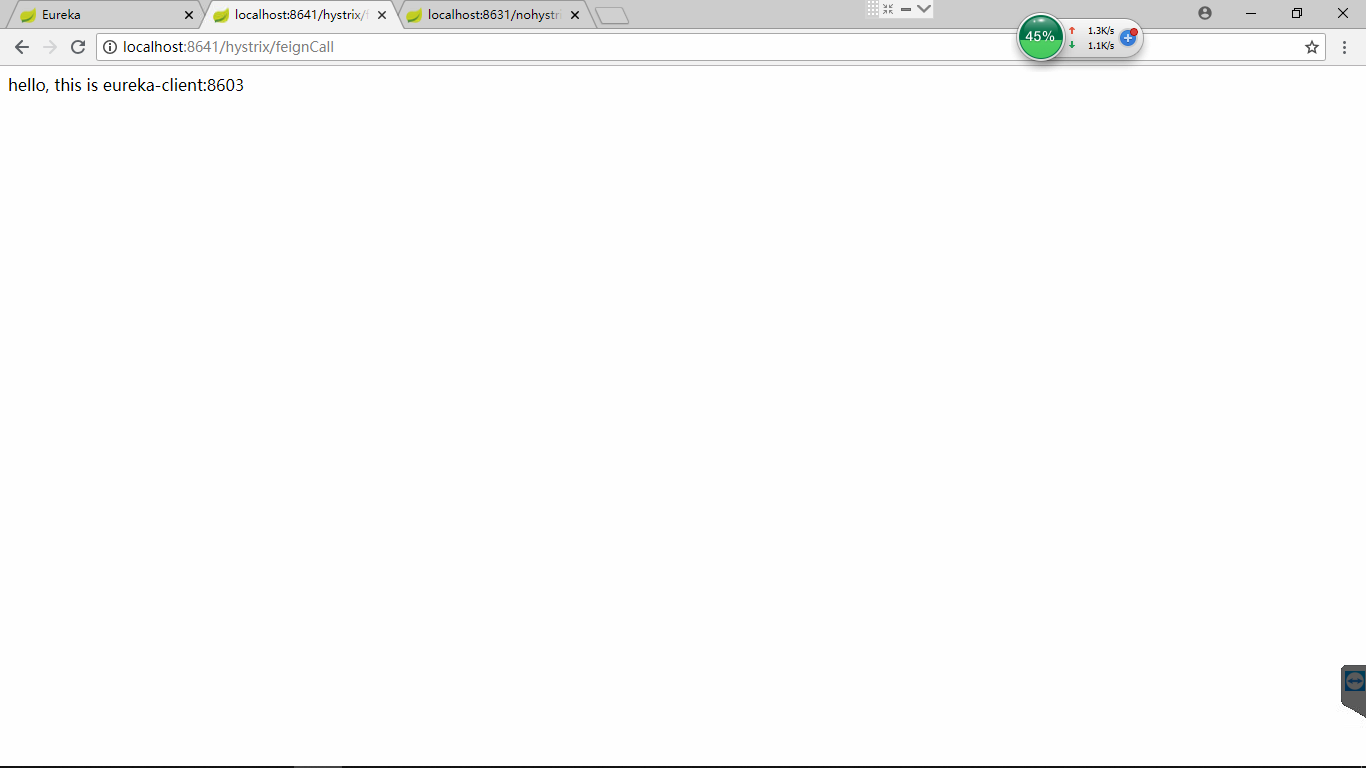 Eureka
localhost:8641/hystrix/f
localhost:8631/nohystri
localhost:8641/hystrix/feignCall
45%
1.3K/s
1.1K/s
hello, this is eureka-client:8603